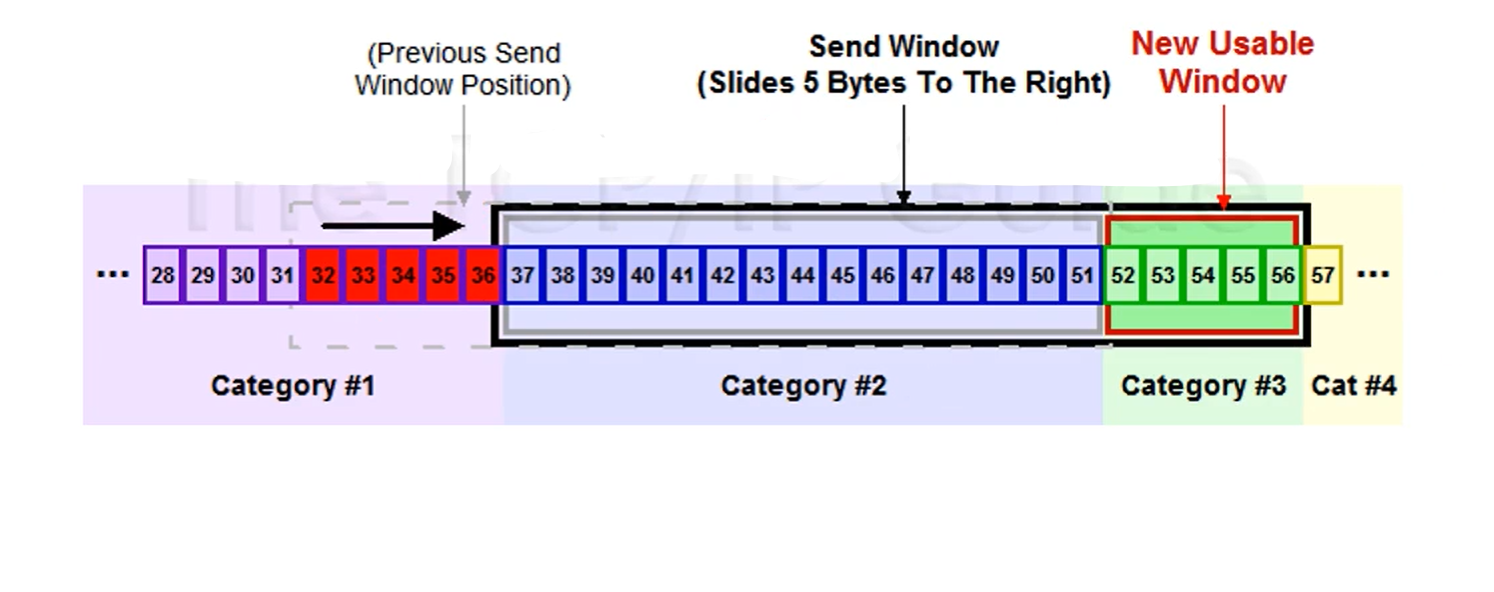 (Previous Send
Window Position)
Send Window
(Slides 5 Bytes To The Right)
New Usable
Window
The TCP/IP Guide
... 28 29 30 31 32 33 34 35 36 37 38 39 40 41 42 43 44 45 46 47 48 49 50 51 52 53 54 55 56 57 ...
Category #1 Category #2 Category #3 Cat #4